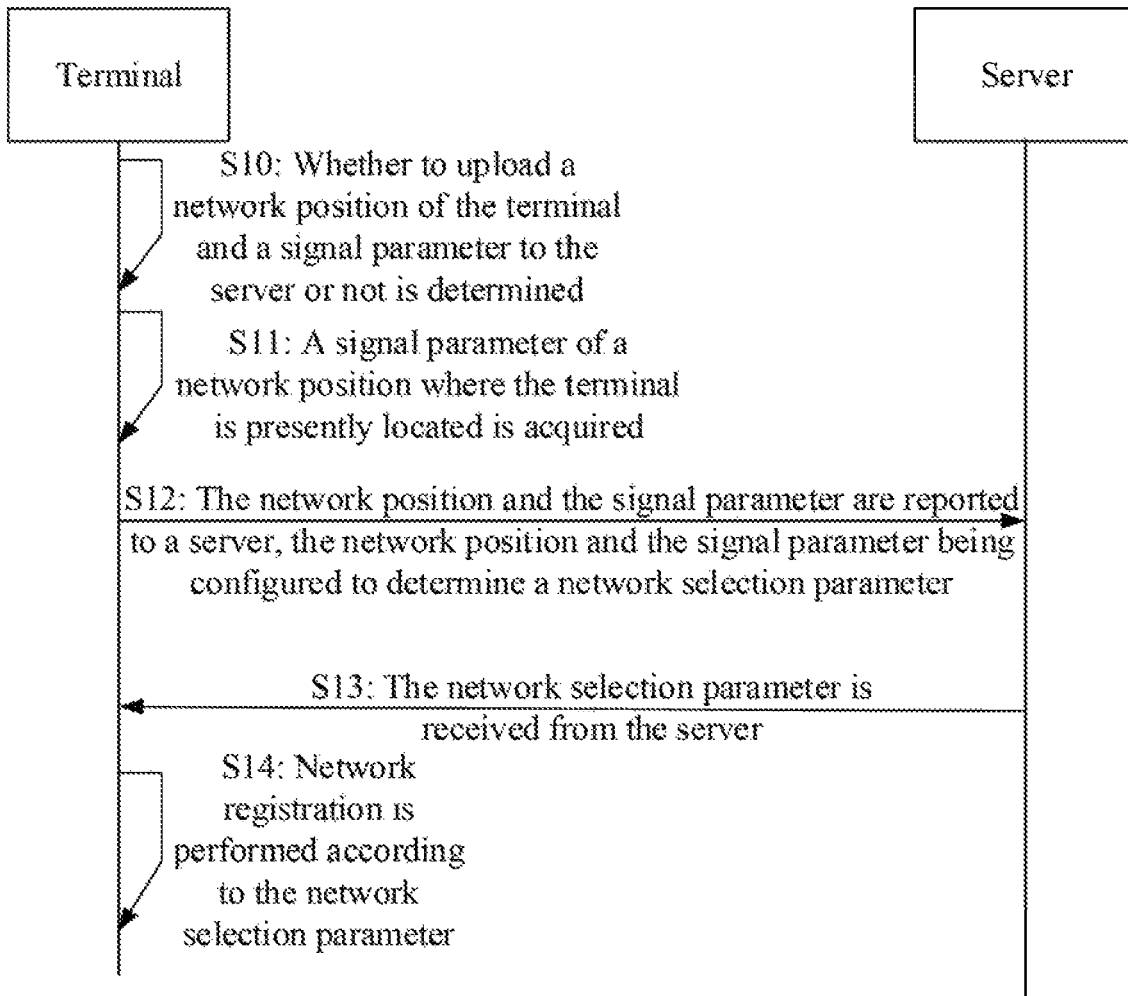 Terminal
Server
S10: Whether to upload a
network position of the terminal
and a signal parameter to the
server or not is determined
S11: A signal parameter of a
network position where the terminal
is presently located is acquired
S12: The network position and the signal parameter are reported
to a server, the network position and the signal parameter being
configured to determine a network selection parameter
S13: The network selection parameter is
received from the server
S14: Network
registration is
performed according
to the network
selection parameter